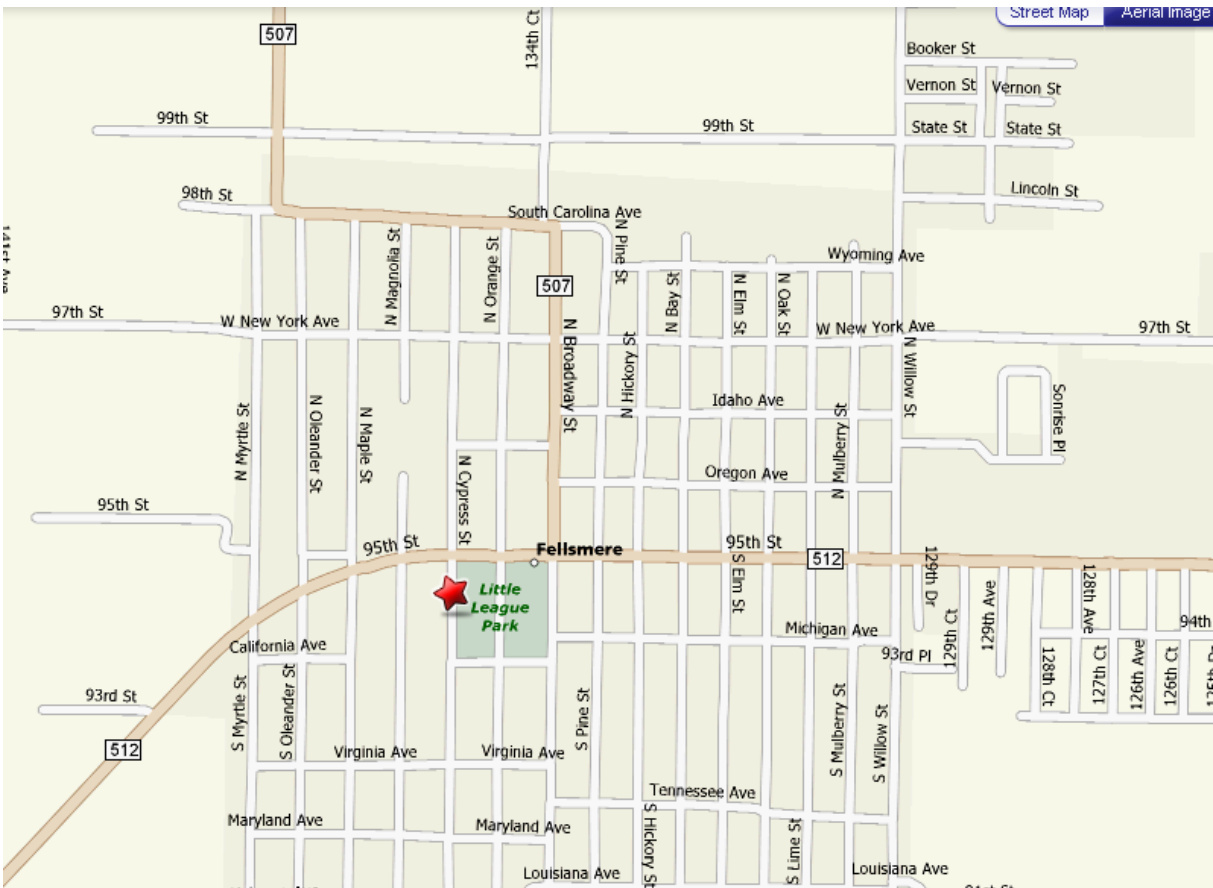 Street Map
Aerial Image
507
134th Ct
Booker St
Vernon St
Vernon St
99th St
99th St
State St
State St
98th St
Lincoln St
South Carolina Ave
N Pine St
141st Ave
N Magnolia St
N Orange St
Wyoming Ave
507
N Bay St
N Elm St
N Oak St
97th St
W New York Ave
W New York Ave
97th St
N Broadway St
N Hickory St
N Willow St
Idaho Ave
Sonrise Pl
N Myrtle St
N Oleander St
N Maple St
N Mulberry St
N Cypress St
Oregon Ave
95th St
95th St
Fellsmere
95th St
512
S Elm St
129th Dr
Little
League
Park
129th Ct
129th Ave
128th Ave
94th
California Ave
Michigan Ave
93rd Pl
128th Ct
127th Ct
126th Ave
126th Ct
93rd St
S Myrtle St
S Oleander St
S Pine St
S Mulberry St
S Willow St
512
Virginia Ave
Virginia Ave
Tennessee Ave
Maryland Ave
Maryland Ave
S Hickory St
S Lime St
Louisiana Ave
Louisiana Ave